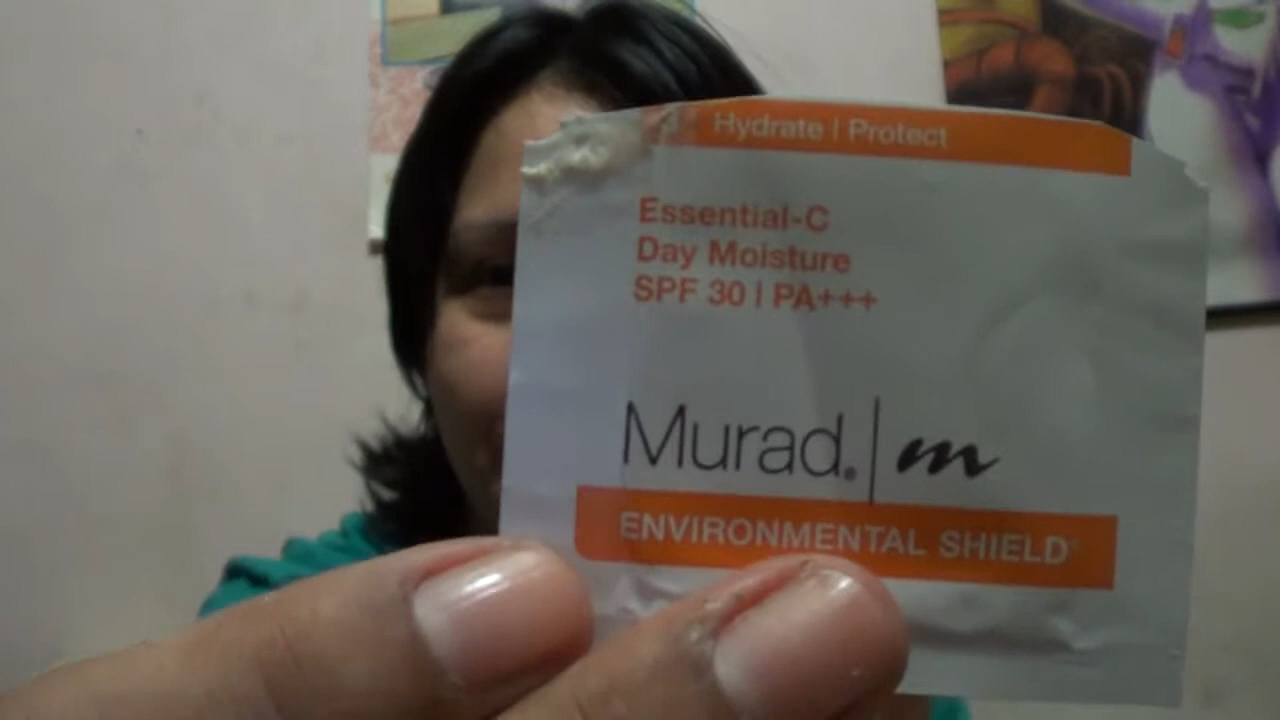 Hydrate | Protect
Essential-C
Day Moisture
SPF 30 | PA+++
Murad.® | m
ENVIRONMENTAL SHIELD®